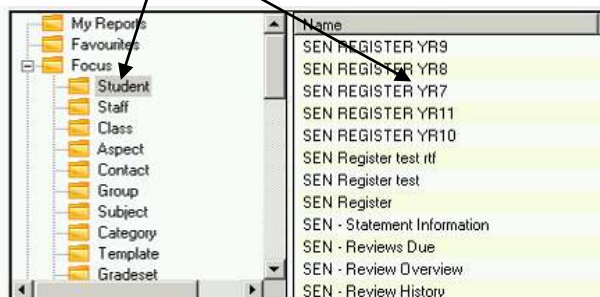 My Reports
Favourites
Focus
Student
Staff
Class
Aspect
Contact
Group
Subject
Category
Template
Gradeset
Name
SEN REGISTER YR9
SEN REGISTER YR8
SEN REGISTER YR7
SEN REGISTER YR11
SEN REGISTER YR10
SEN Register test rtf
SEN Register test
SEN Register
SEN - Statement Information
SEN - Reviews Due
SEN - Review Overview
SEN - Review History